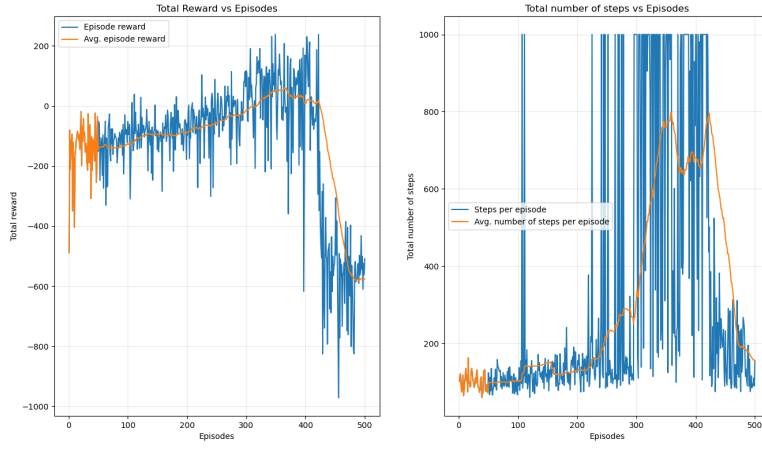 Total Reward vs Episodes
Episode reward
Avg. episode reward
200
0
−200
−400
−600
−800
−1000
Total reward
0
100
200
300
400
500
Episodes
Total number of steps vs Episodes
Steps per episode
Avg. number of steps per episode
1000
800
600
400
200
Total number of steps
0
100
200
300
400
500
Episodes